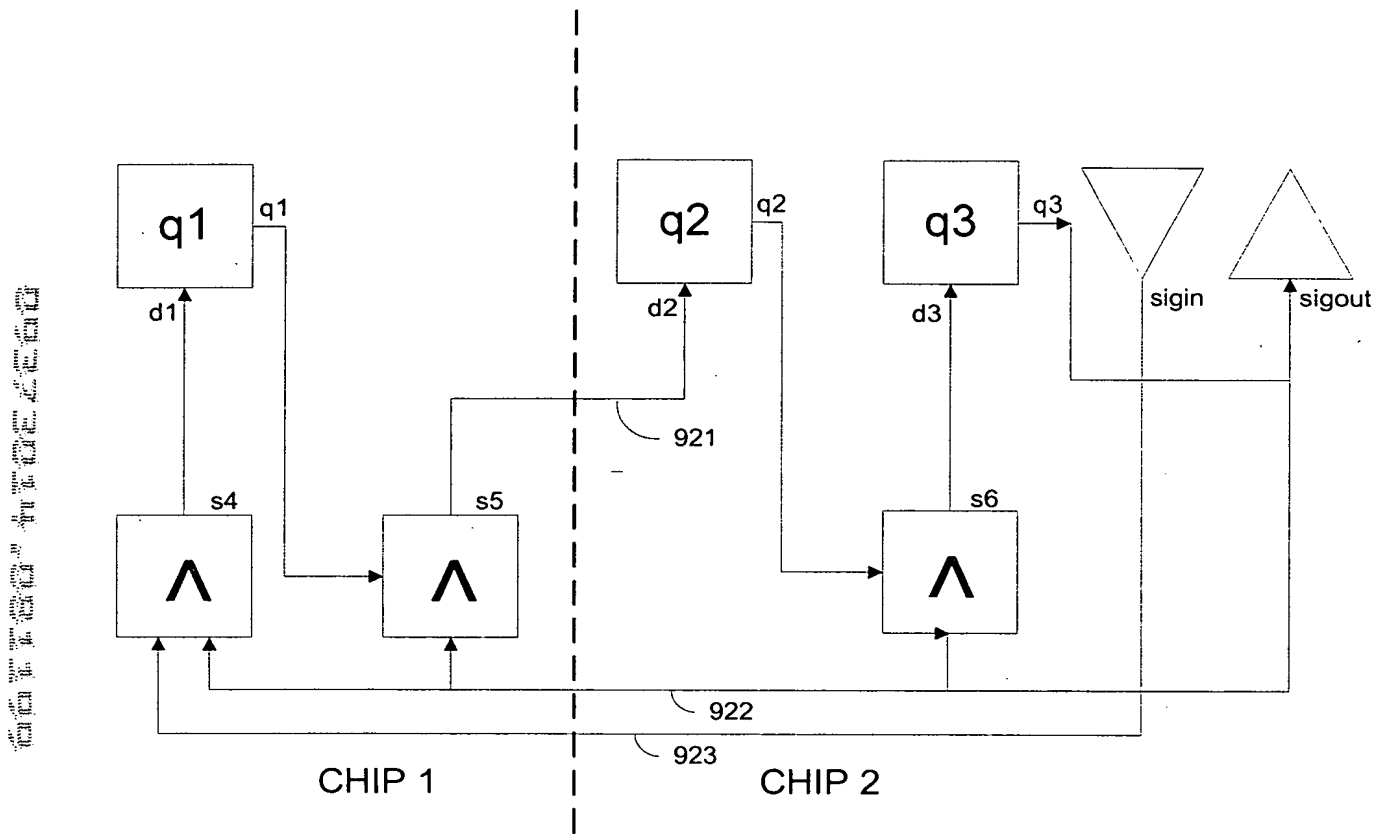 q1
q1
d1
q2
q2
d2
q3
q3
d3
sigin
sigout
921
s4
Λ
s5
Λ
s6
Λ
922
923
CHIP 1
CHIP 2